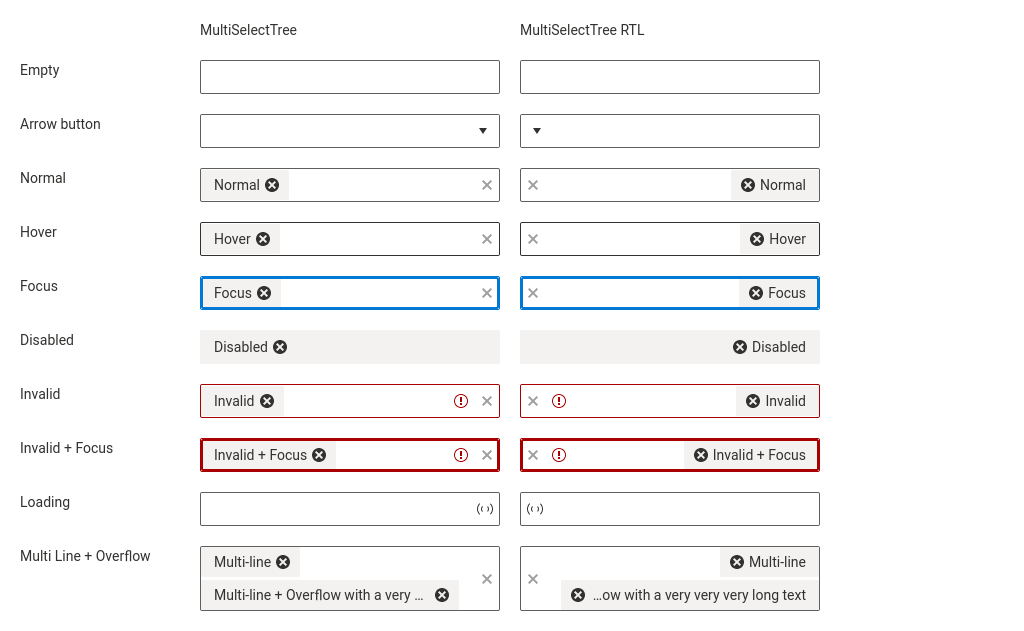 MultiSelectTree MultiSelectTree RTL
Empty
Arrow button
Normal Normal Normal
Hover Hover Hover
Focus Focus Focus
Disabled Disabled Disabled
Invalid Invalid Invalid
Invalid + Focus Invalid + Focus Invalid + Focus
Loading
Multi Line + Overflow Multi-line Multi-line
Multi-line + Overflow with a very ... ...ow with a very very very long text